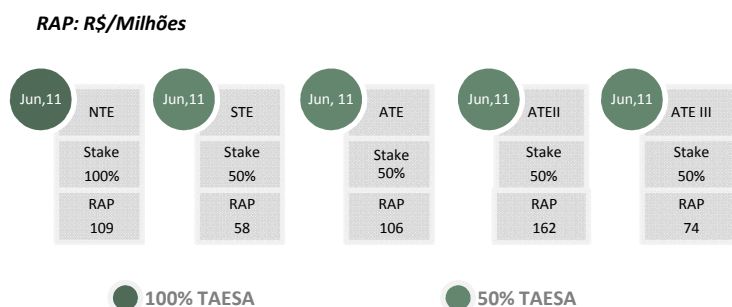 RAP: R$/Milhões
Jun,11
NTE
Stake
100%
RAP
109
Jun,11
STE
Stake
50%
RAP
58
Jun, 11
ATE
Stake
50%
RAP
106
Jun,11
ATEII
Stake
50%
RAP
162
Jun,11
ATE III
Stake
50%
RAP
74
100% TAESA
50% TAESA